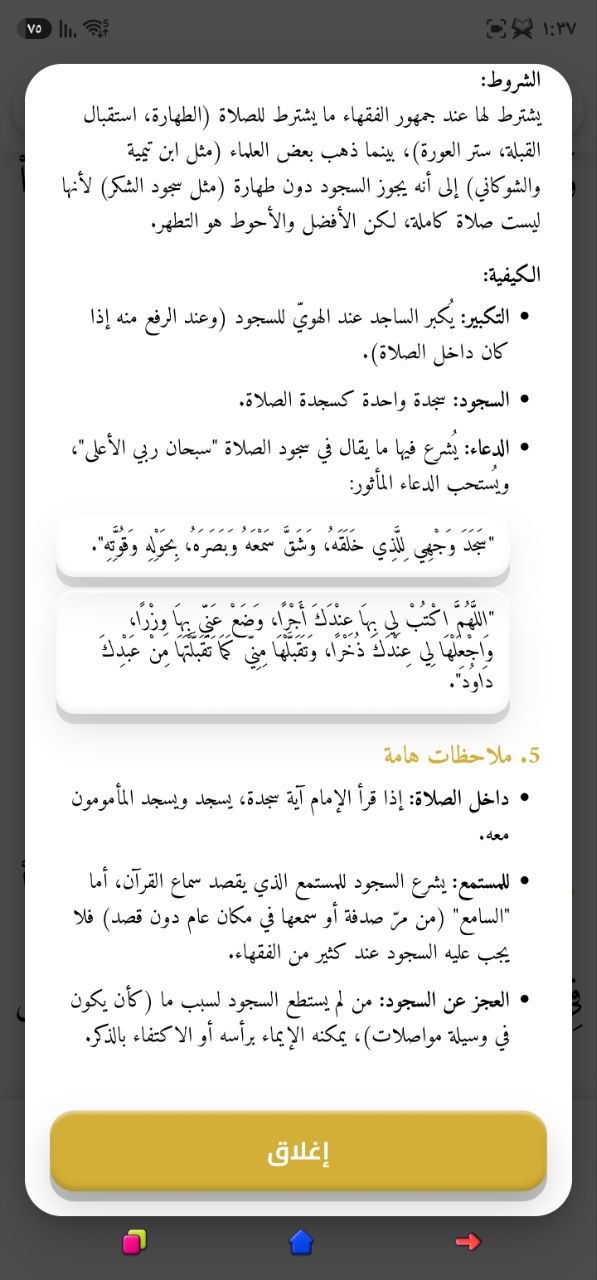 ٧٥
5
١:٣٧
الشروط:
يشترط لها عند جمهور الفقهاء ما يشترط للصلاة (الطهارة، استقبال
القبلة، ستر العورة)، بينما ذهب بعض العلماء (مثل ابن تيمية
والشوكاني) إلى أنه يجوز السجود دون طهارة (مثل سجود الشكر) لأنها
ليست صلاة كاملة، لكن الأفضل والأحوط هو التطهر.
الكيفية:
• التكبير: يُكبر الساجد عند الهويّ للسجود (وعند الرفع منه إذا
كان داخل الصلاة).
• السجود: سجدة واحدة كسجدة الصلاة.
• الدعاء: يُشرع فيها ما يقال في سجود الصلاة "سبحان ربي الأعلى"،
ويُستحب الدعاء المأثور:
"سَجَدَ وَجْهِي لِلَّذِي خَلَقَهُ، وَشَقَّ سَمْعَهُ وَبَصَرَهُ، بِحَوْلِهِ وَقُوَّتِهِ".
"اللَّهُمَّ اكْتُبْ لِي بِهَا عِنْدَكَ أَجْرًا، وَضَعْ عَنِّي بِهَا وِزْرًا،
وَاجْعَلْهَا لِي عِنْدَكَ ذُخْرًا، وَتَقَبَّلْهَا مِنِّي كَمَا تَقَبَّلْتَهَا مِنْ عَبْدِكَ
دَاوُدَ".
5. ملاحظات هامة
• داخل الصلاة: إذا قرأ الإمام آية سجدة، يسجد ويسجد المأمومون
معه.
• للمستمع: يشرع السجود للمستمع الذي يقصد سماع القرآن، أما
"السامع" (من مرّ صدفة أو سمعها في مكان عام دون قصد) فلا
يجب عليه السجود عند كثير من الفقهاء.
• العجز عن السجود: من لم يستطع السجود لسبب ما (كأن يكون
في وسيلة مواصلات)، يمكنه الإيماء برأسه أو الاكتفاء بالذكر.
إغلاق